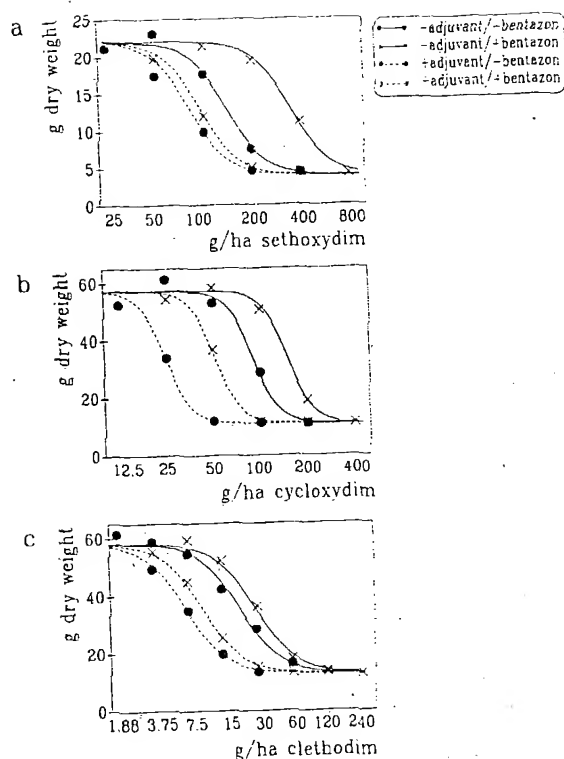 a
25
20
15
10
5
0
g dry weight
25 50 100 200 400 800
g/ha sethoxydim
-adjuvant/-bentazon
-adjuvant/+bentazon
+adjuvant/-bentazon
+adjuvant/+bentazon
b
60
40
20
0
g dry weight
12.5 25 50 100 200 400
g/ha cycloxydim
c
60
40
20
0
g dry weight
1.88 3.75 7.5 15 30 60 120 240
g/ha clethodim